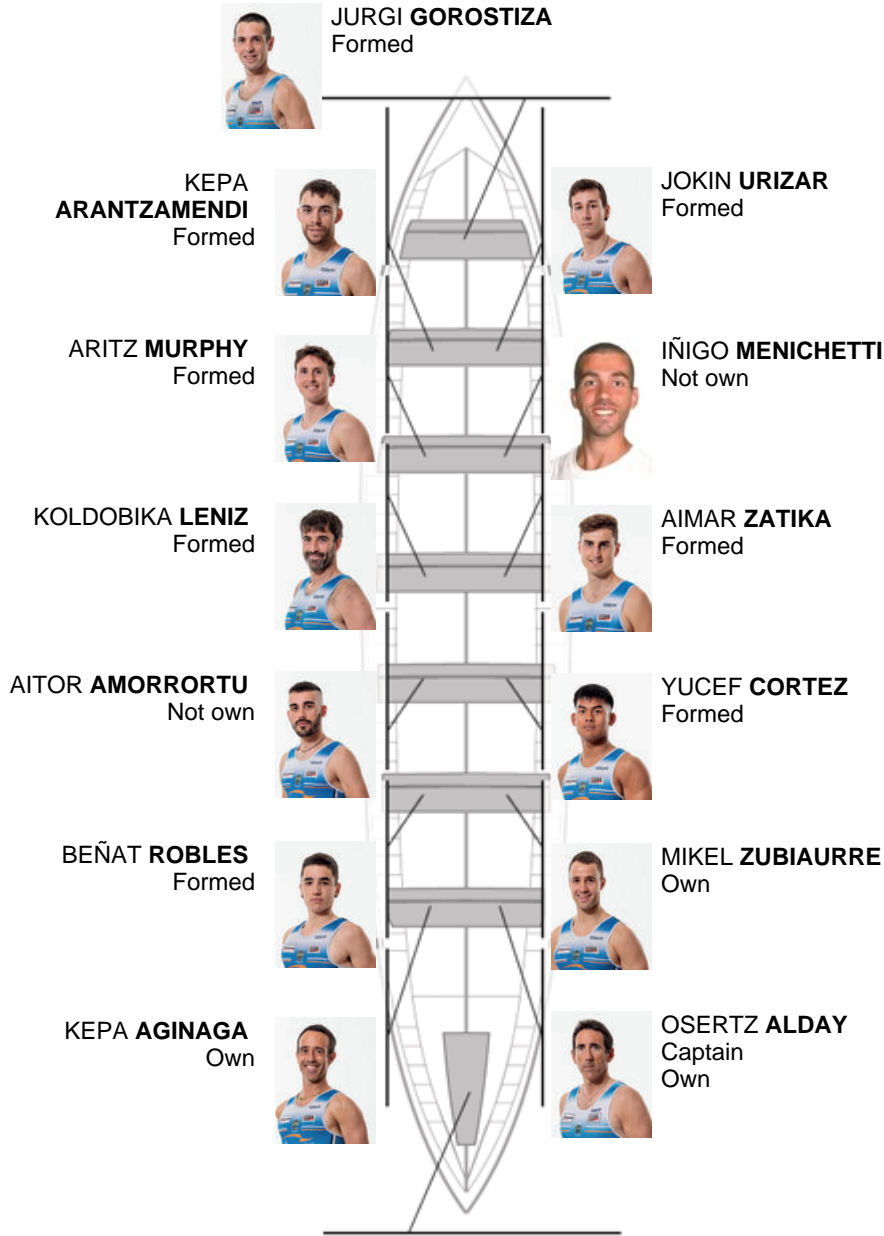 JURGI GOROSTIZA
Formed
KEPA
ARANTZAMENDI
Formed
JOKIN URIZAR
Formed
ARITZ MURPHY
Formed
IÑIGO MENICHETTI
Not own
KOLDOBIKA LENIZ
Formed
AIMAR ZATIKA
Formed
AITOR AMORRORTU
Not own
YUCEF CORTEZ
Formed
BEÑAT ROBLES
Formed
MIKEL ZUBIAURRE
Own
KEPA AGINAGA
Own
OSERTZ ALDAY
Captain
Own